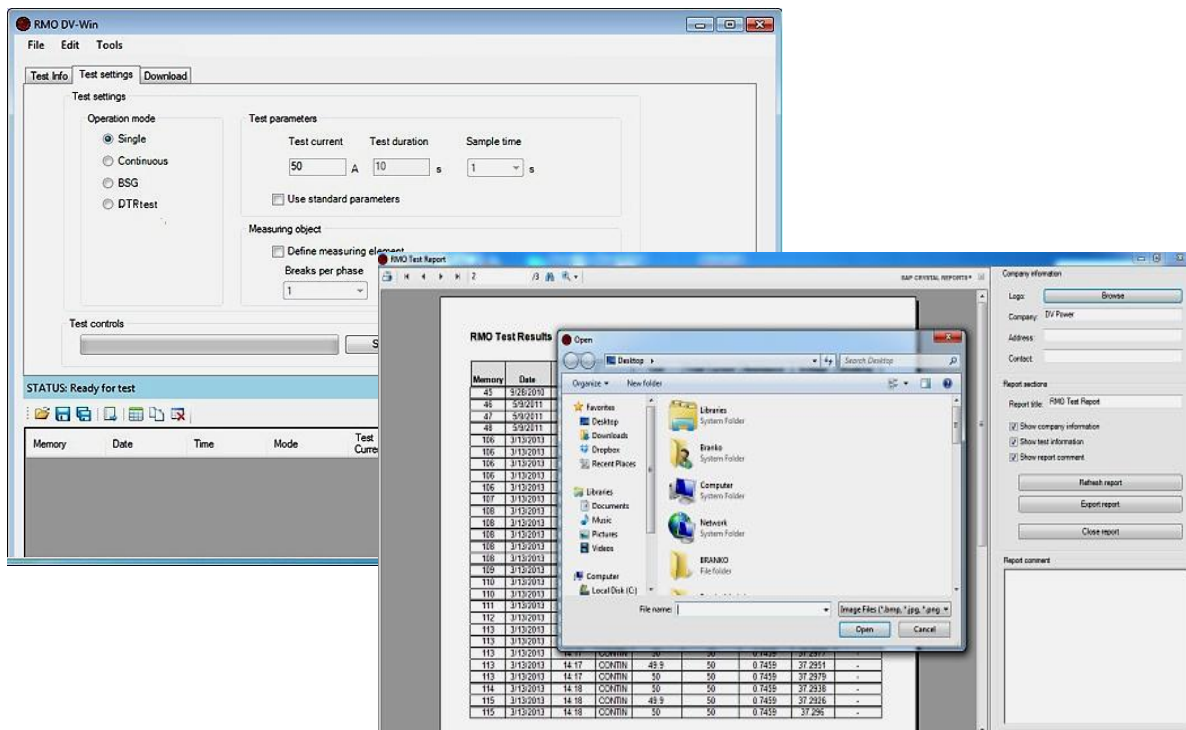 RMO DV-Win
File Edit Tools
Test Info Test settings Download
Test settings
Operation mode
Single
Continuous
BSG
DTRtest
Test parameters
Test current Test duration Sample time
50 A 10 s 1 s
Use standard parameters
Measuring object
Define measuring element
Breaks per phase
1
Test controls
S
STATUS: Ready for test
Memory Date Time Mode Test
RMO Test Report
2 /3
SAP CRYSTAL REPORTS
RMO Test Results
Memory Date
45 9/28/2010
46 5/9/2011
47 5/9/2011
48 5/9/2011
106 3/13/2013
106 3/13/2013
106 3/13/2013
106 3/13/2013
106 3/13/2013
107 3/13/2013
108 3/13/2013
108 3/13/2013
108 3/13/2013
108 3/13/2013
108 3/13/2013
109 3/13/2013
110 3/13/2013
110 3/13/2013
111 3/13/2013
112 3/13/2013
113 3/13/2013
113 3/13/2013
113 3/13/2013 14:17 CONTIN 50 50 0.7459 37.2977 -
113 3/13/2013 14:17 CONTIN 49.9 50 0.7459 37.2951 -
113 3/13/2013 14:17 CONTIN 50 50 0.7459 37.2979 -
114 3/13/2013 14:18 CONTIN 50 50 0.7459 37.2938 -
115 3/13/2013 14:18 CONTIN 49.9 50 0.7459 37.2926 -
115 3/13/2013 14:18 CONTIN 50 50 0.7459 37.296 -
Open
Desktop
Search Desktop
Organize New folder
Favorites
Desktop
Downloads
Dropbox
Recent Places
Libraries
Documents
Music
Pictures
Videos
Computer
Local Disk (C:)
Libraries
System Folder
Branko
System Folder
Computer
System Folder
Network
System Folder
BRANKO
File folder
File name:
Image Files (*.bmp, *.jpg, *.png
Open Cancel
Company information
Logo: Browse
Company: DV Power
Address:
Contact:
Report sections
Report title: RMO Test Report
Show company information
Show test information
Show report comment
Refresh report
Export report
Close report
Report comment